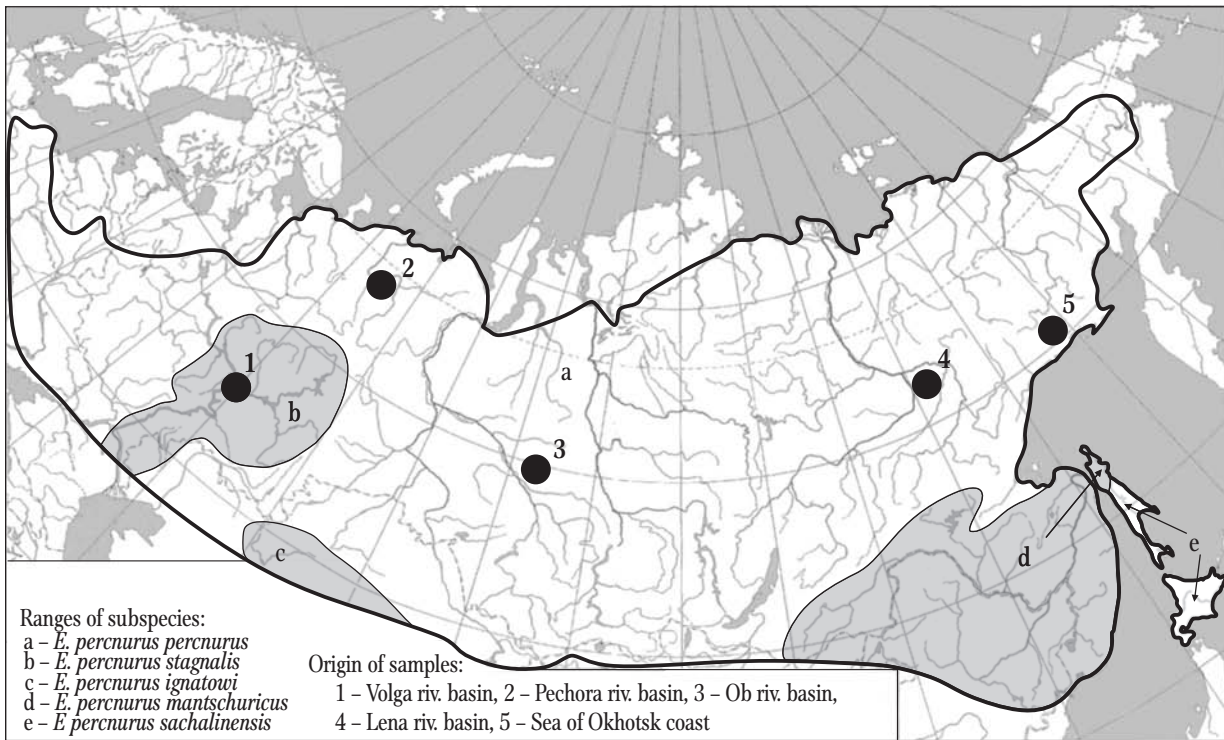 2
5
1
4
a
b
3
c
d
e
Ranges of subspecies:
a – E. percnurus percnurus
b – E. percnurus stagnalis
c – E. percnurus ignatowi
d – E. percnurus mantschuricus
e – E percnurus sachalinensis
Origin of samples:
1 – Volga riv. basin, 2 – Pechora riv. basin, 3 – Ob riv. basin,
4 – Lena riv. basin, 5 – Sea of Okhotsk coast